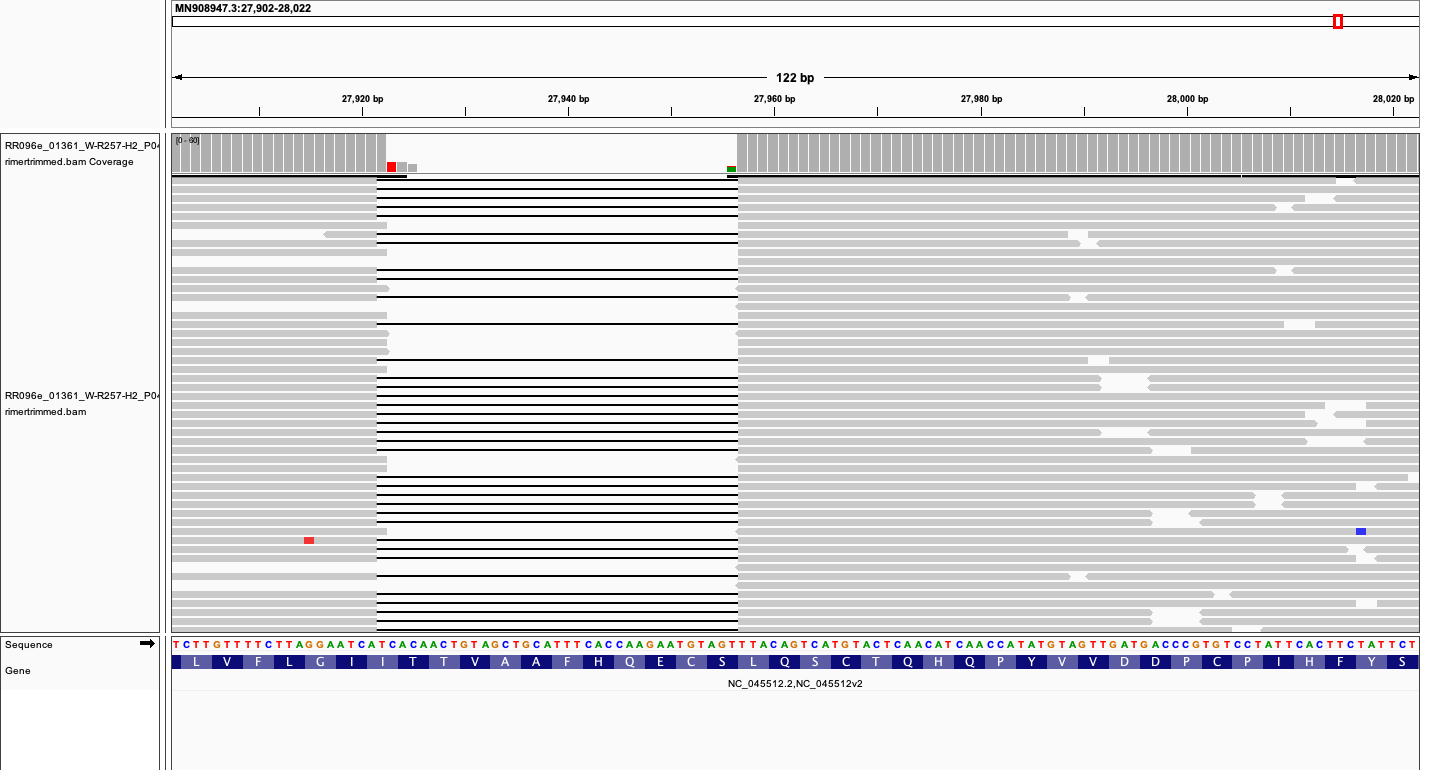 MN908947.3:27,902-28,022
122 bp
27,920 bp 27,940 bp 27,960 bp 27,980 bp 28,000 bp 28,020 bp
[0 - 60]
RR096e_01361_W-R257-H2_P04
rimertrimmed.bam Coverage
RR096e_01361_W-R257-H2_P04
rimertrimmed.bam
Sequence
TCTTGTTTTCTTAGGAATCATCACAACTGTAGCTGCATTTCACCAAGAATGTAGTTTACAGTCATGTACTCAACATCAACCATATGTAGTTGATGACCCGTGTCCTATTCACTTCTATTCT
Gene
L V F L G I I T T V A A F H Q E C S L Q S C T Q H Q P Y V V D D P C P I H F Y S
NC_045512.2,NC_045512v2